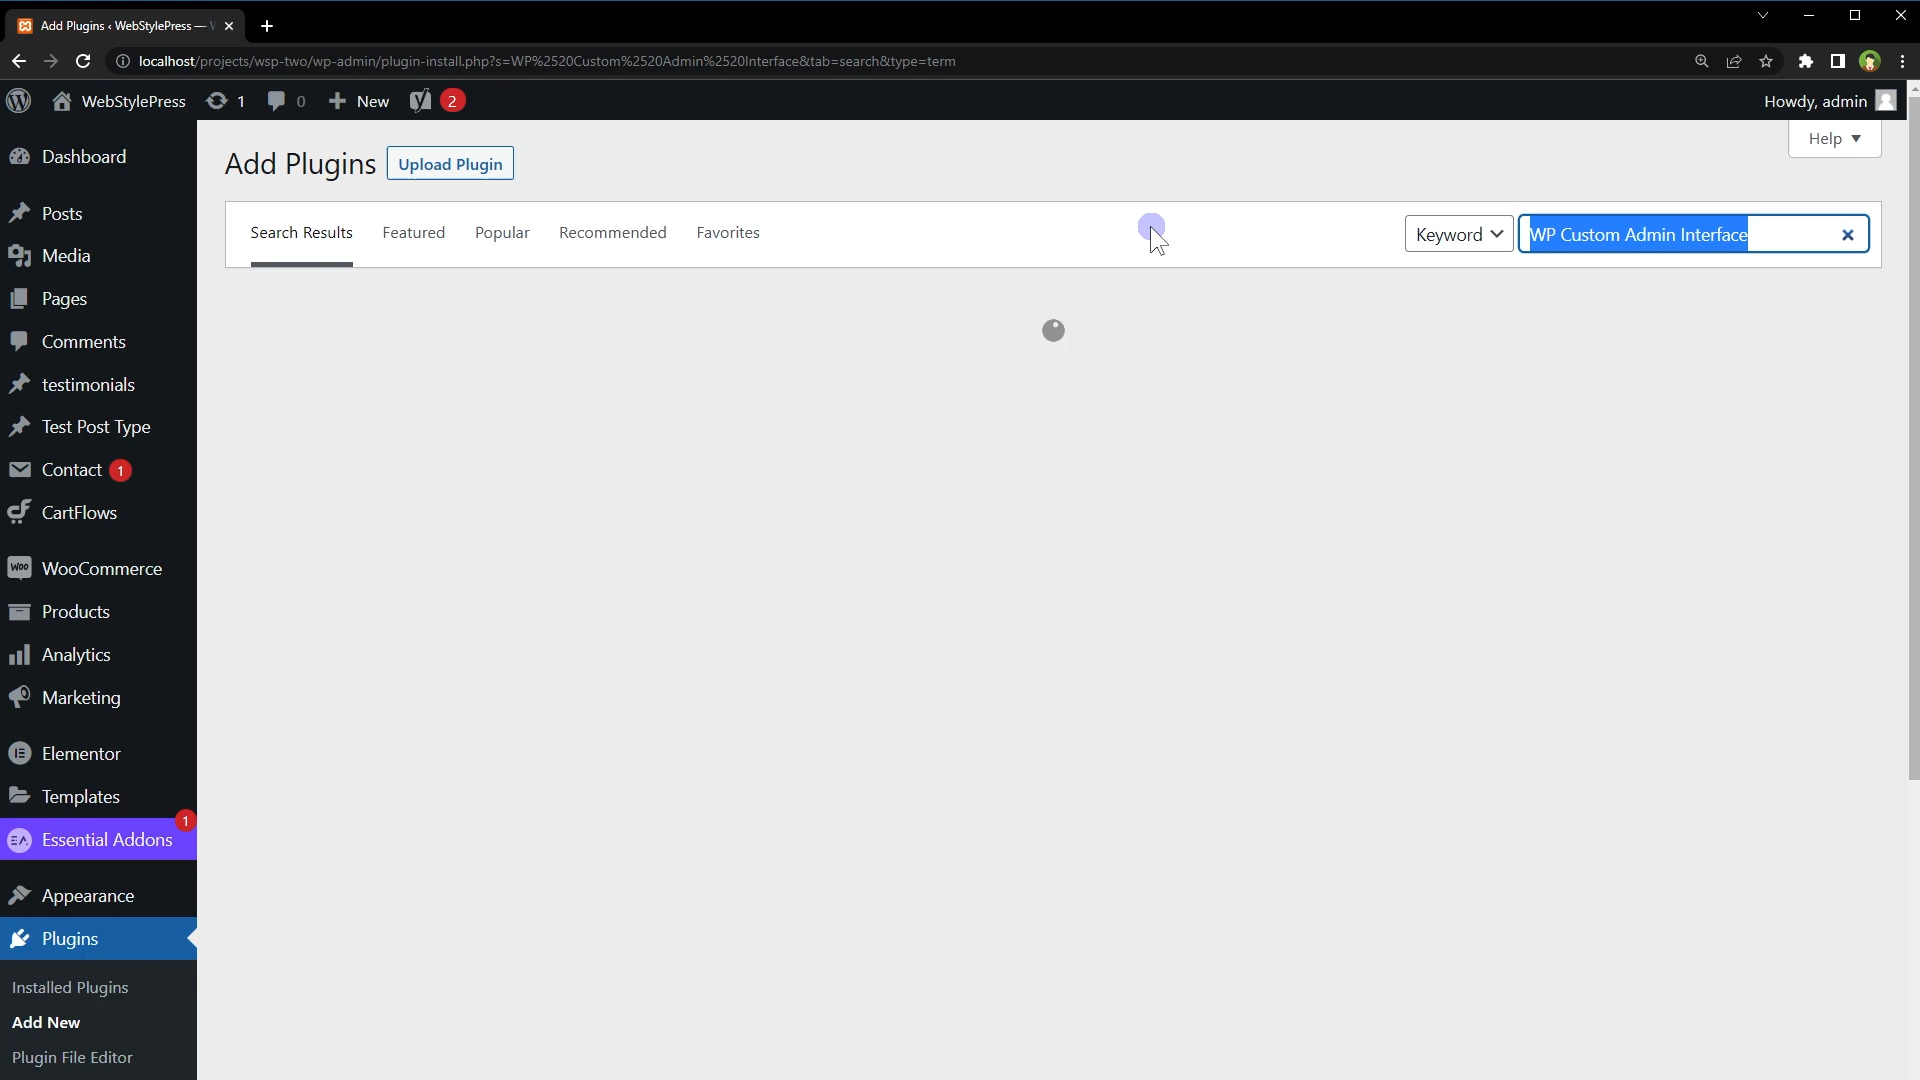 Add Plugins ‹ WebStylePress —
localhost/projects/wsp-two/wp-admin/plugin-install.php?s=WP%2520Custom%2520Admin%2520Interface&tab=search&type=term
WebStylePress 1 0 New 2 Howdy, admin
Help
Dashboard
Posts
Media
Pages
Comments
testimonials
Test Post Type
Contact 1
CartFlows
Woo WooCommerce
Products
Analytics
Marketing
Elementor
Templates
1
EA Essential Addons
Appearance
Plugins
Installed Plugins
Add New
Plugin File Editor
Add Plugins Upload Plugin
Search Results Featured Popular Recommended Favorites Keyword WP Custom Admin Interface